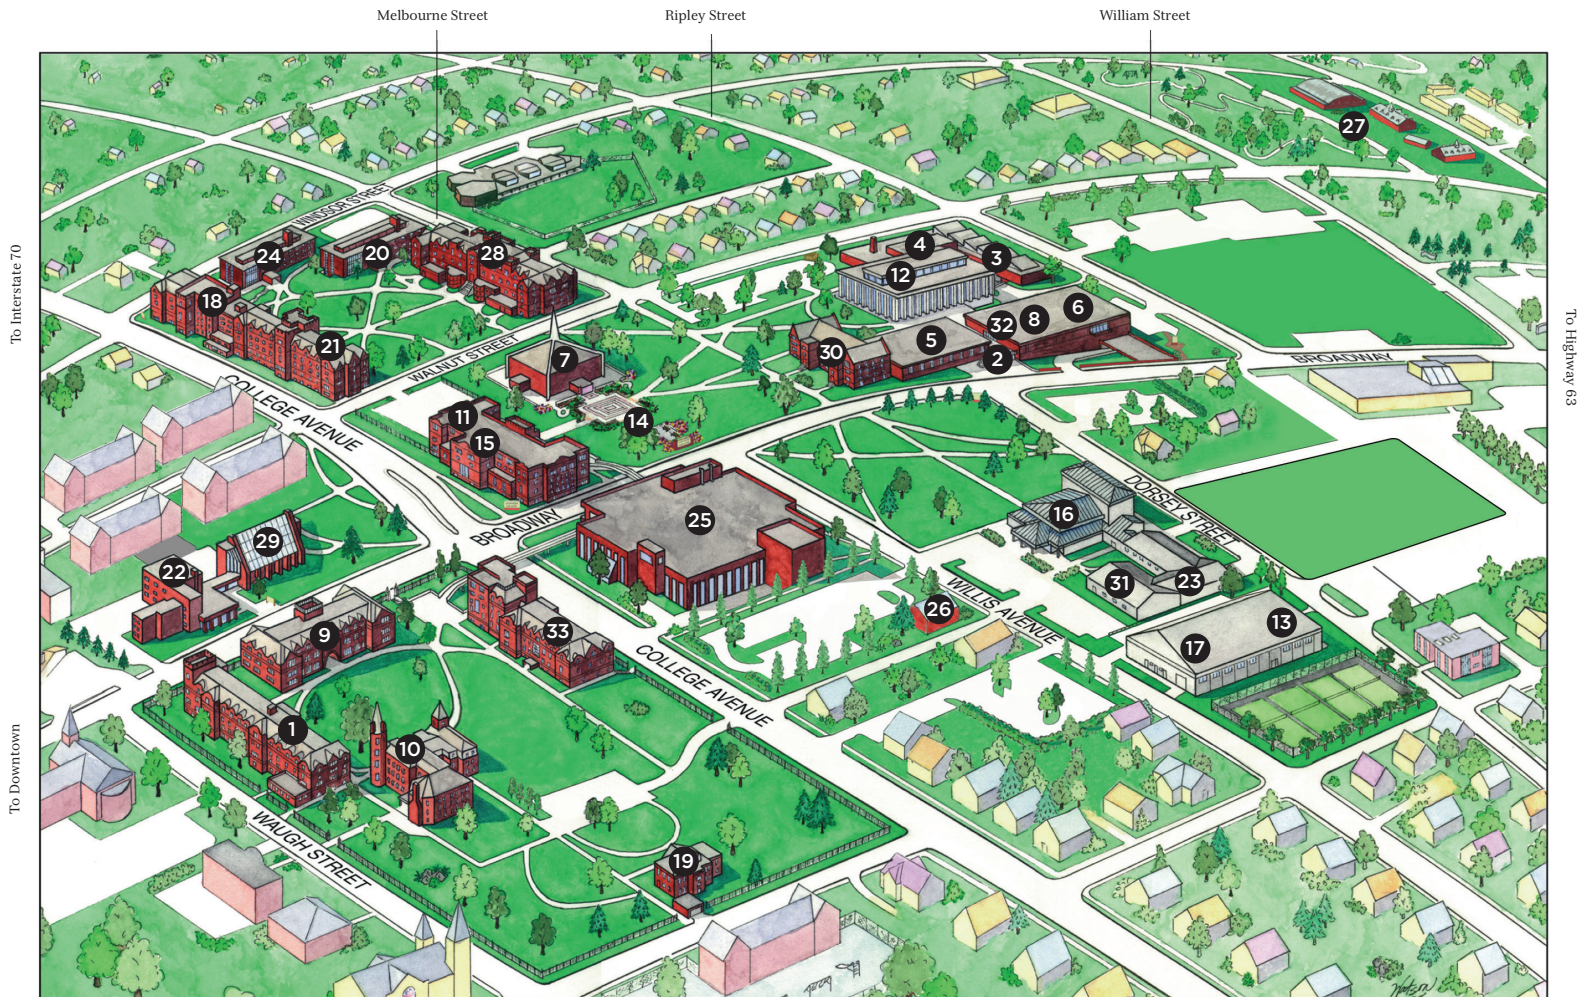 Melbourne Street
Ripley Street
William Street
To Interstate 70
To Highway 63
To Downtown
WINDSOR STREET
WALNUT STREET
COLLEGE AVENUE
BROADWAY
BROADWAY
DORSEY STREET
WILLIS AVENUE
COLLEGE AVENUE
WAUGH STREET
27
4
3
12
24
20
28
18
6
8
32
5
2
30
21
7
11
14
15
25
16
29
22
31
23
26
13
17
9
33
1
10
19
Watson